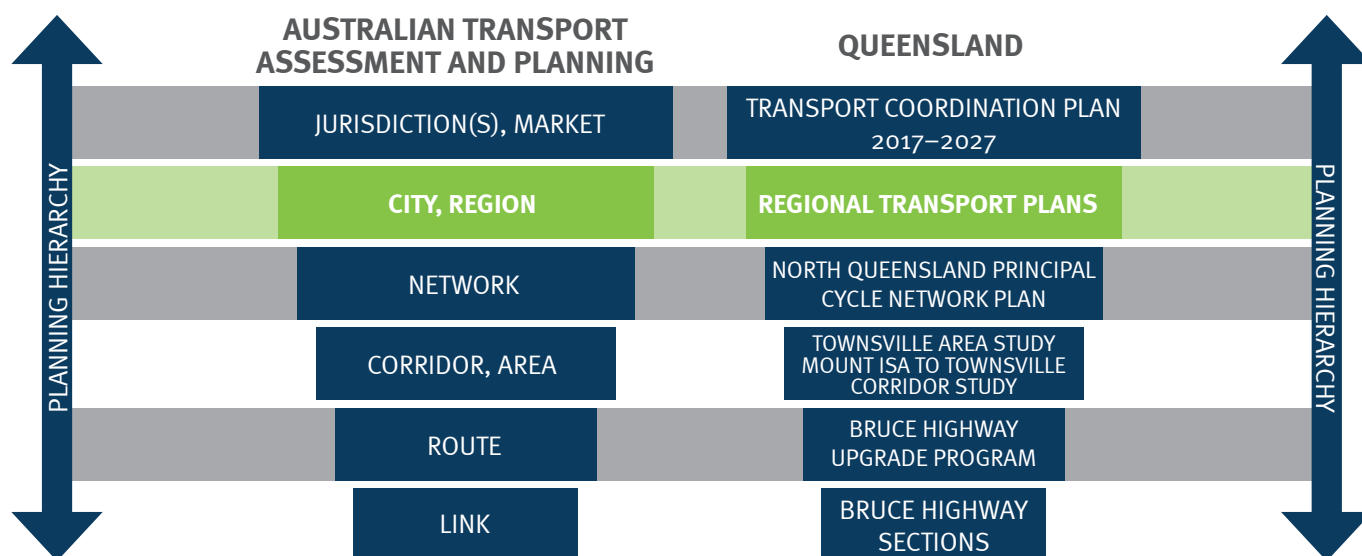 AUSTRALIAN TRANSPORT
ASSESSMENT AND PLANNING
QUEENSLAND
PLANNING HIERARCHY
JURISDICTION(S), MARKET
TRANSPORT COORDINATION PLAN
2017–2027
CITY, REGION
REGIONAL TRANSPORT PLANS
NETWORK
NORTH QUEENSLAND PRINCIPAL
CYCLE NETWORK PLAN
CORRIDOR, AREA
TOWNSVILLE AREA STUDY
MOUNT ISA TO TOWNSVILLE
CORRIDOR STUDY
ROUTE
BRUCE HIGHWAY
UPGRADE PROGRAM
LINK
BRUCE HIGHWAY
SECTIONS
PLANNING HIERARCHY